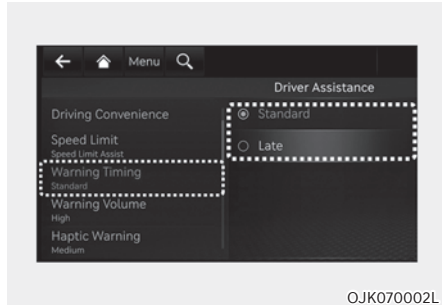 Menu
Driver Assistance
Driving Convenience
Speed Limit
Speed Limit Assist
Warning Timing
Standard
Warning Volume
High
Haptic Warning
Medium
Standard
Late
OJK070002L